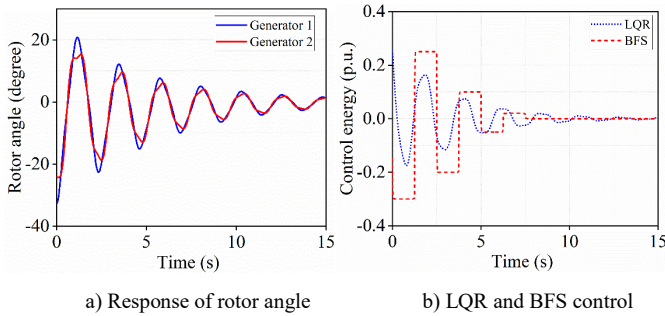 a)
Generator 1
Generator 2
20
0
-20
-40
Rotor angle (degree)
0
5
10
15
Time (s)
a) Response of rotor angle
b)
LQR
BFS
0.4
0.2
0.0
-0.2
-0.4
Control energy (p.u.)
0
5
10
15
Time (s)
b) LQR and BFS control